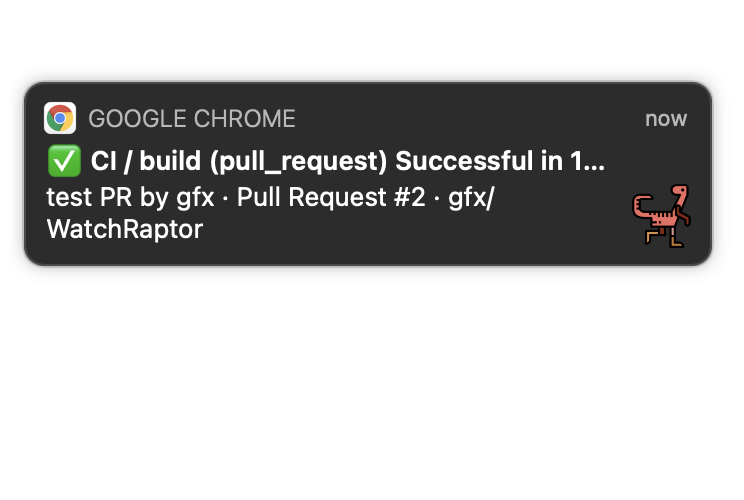 GOOGLE CHROME now
✅ CI / build (pull_request) Successful in 1...
test PR by gfx · Pull Request #2 · gfx/
WatchRaptor